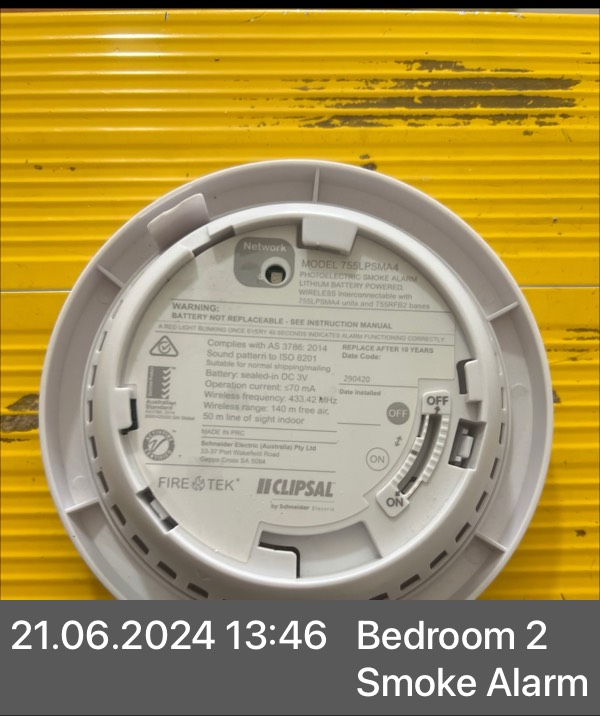 Network
MODEL 755LPSMA4
PHOTOELECTRIC SMOKE ALARM
LITHIUM BATTERY POWERED,
WIRELESS Interconnectable with
755LPSMA4 units and 755RFB2 bases
WARNING:
BATTERY NOT REPLACEABLE - SEE INSTRUCTION MANUAL
A RED LIGHT BLINKING ONCE EVERY 40 SECONDS INDICATES ALARM FUNCTIONING CORRECTLY
Complies with AS 3786: 2014
Sound pattern to ISO 8201
Suitable for normal shipping/mailing
Battery: sealed-in DC 3V
Operation current: ≤70 mA
Wireless frequency: 433.42 MHz
Wireless range: 140 m free air,
50 m line of sight indoor
REPLACE AFTER 10 YEARS
Date Code:
290420
Date Installed
OFF
OFF
ON
ON
Australian
Standard
MADE IN PRC
Schneider Electric (Australia) Pty Ltd
33-37 Port Wakefield Road
Gepps Cross SA 5094
FIRETEK
CLIPSAL
by Schneider Electric
21.06.2024 13:46
Bedroom 2
Smoke Alarm